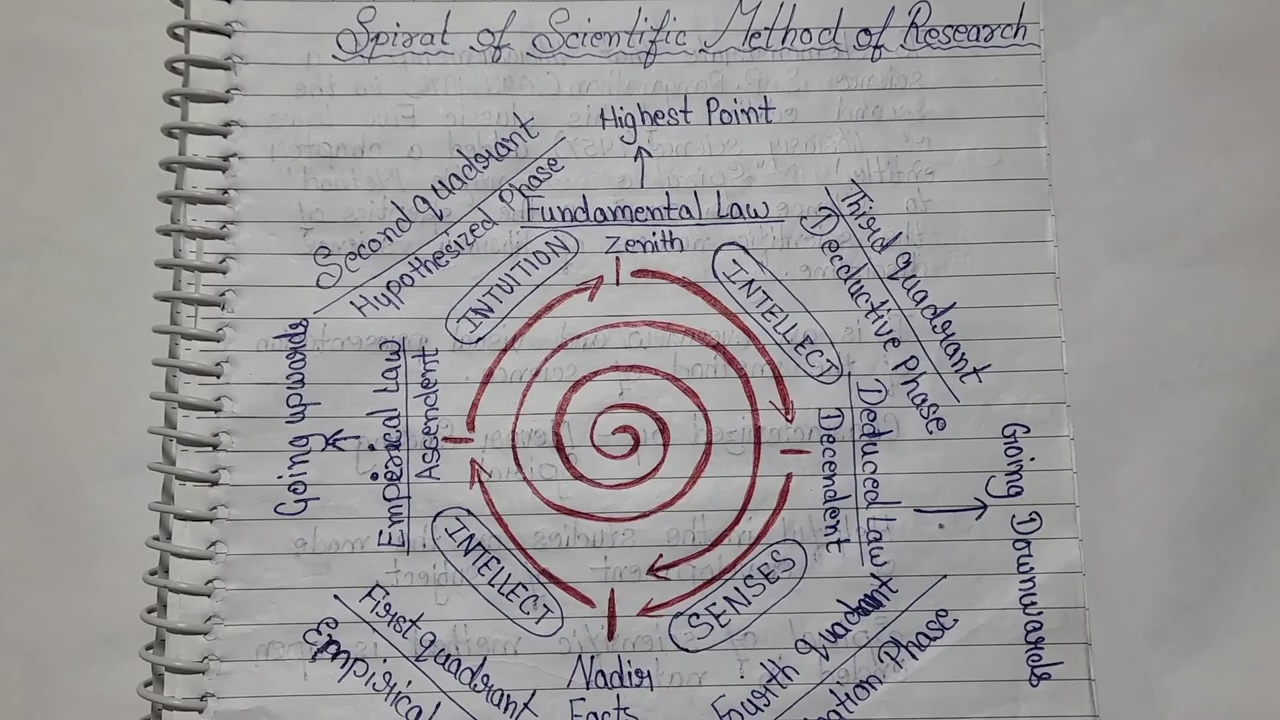 Spiral of Scientific Method of Research
Highest Point
Fundamental Law
Zenith
Second quadrant
Hypothesized Phase
INTUITION
Third quadrant
Deductive Phase
INTELLECT
Going upwards
Empirical Law
Assendent
Decendent
Deduced Law
Going Downwards
INTELLECT
First quadrant
Empirical
SENSES
Fourth quadrant
Phase
Nadir
Facts